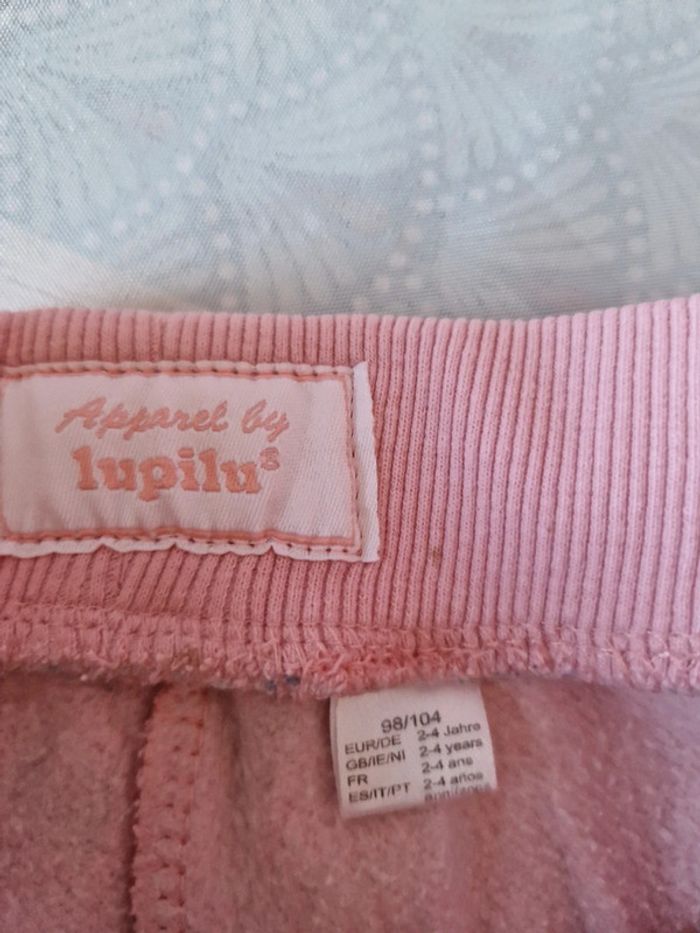 Apparel by
lupilu®
98/104
EUR/DE 2-4 Jahre
GB/IE/NI 2-4 years
FR 2-4 ans
ES/IT/PT 2-4 años